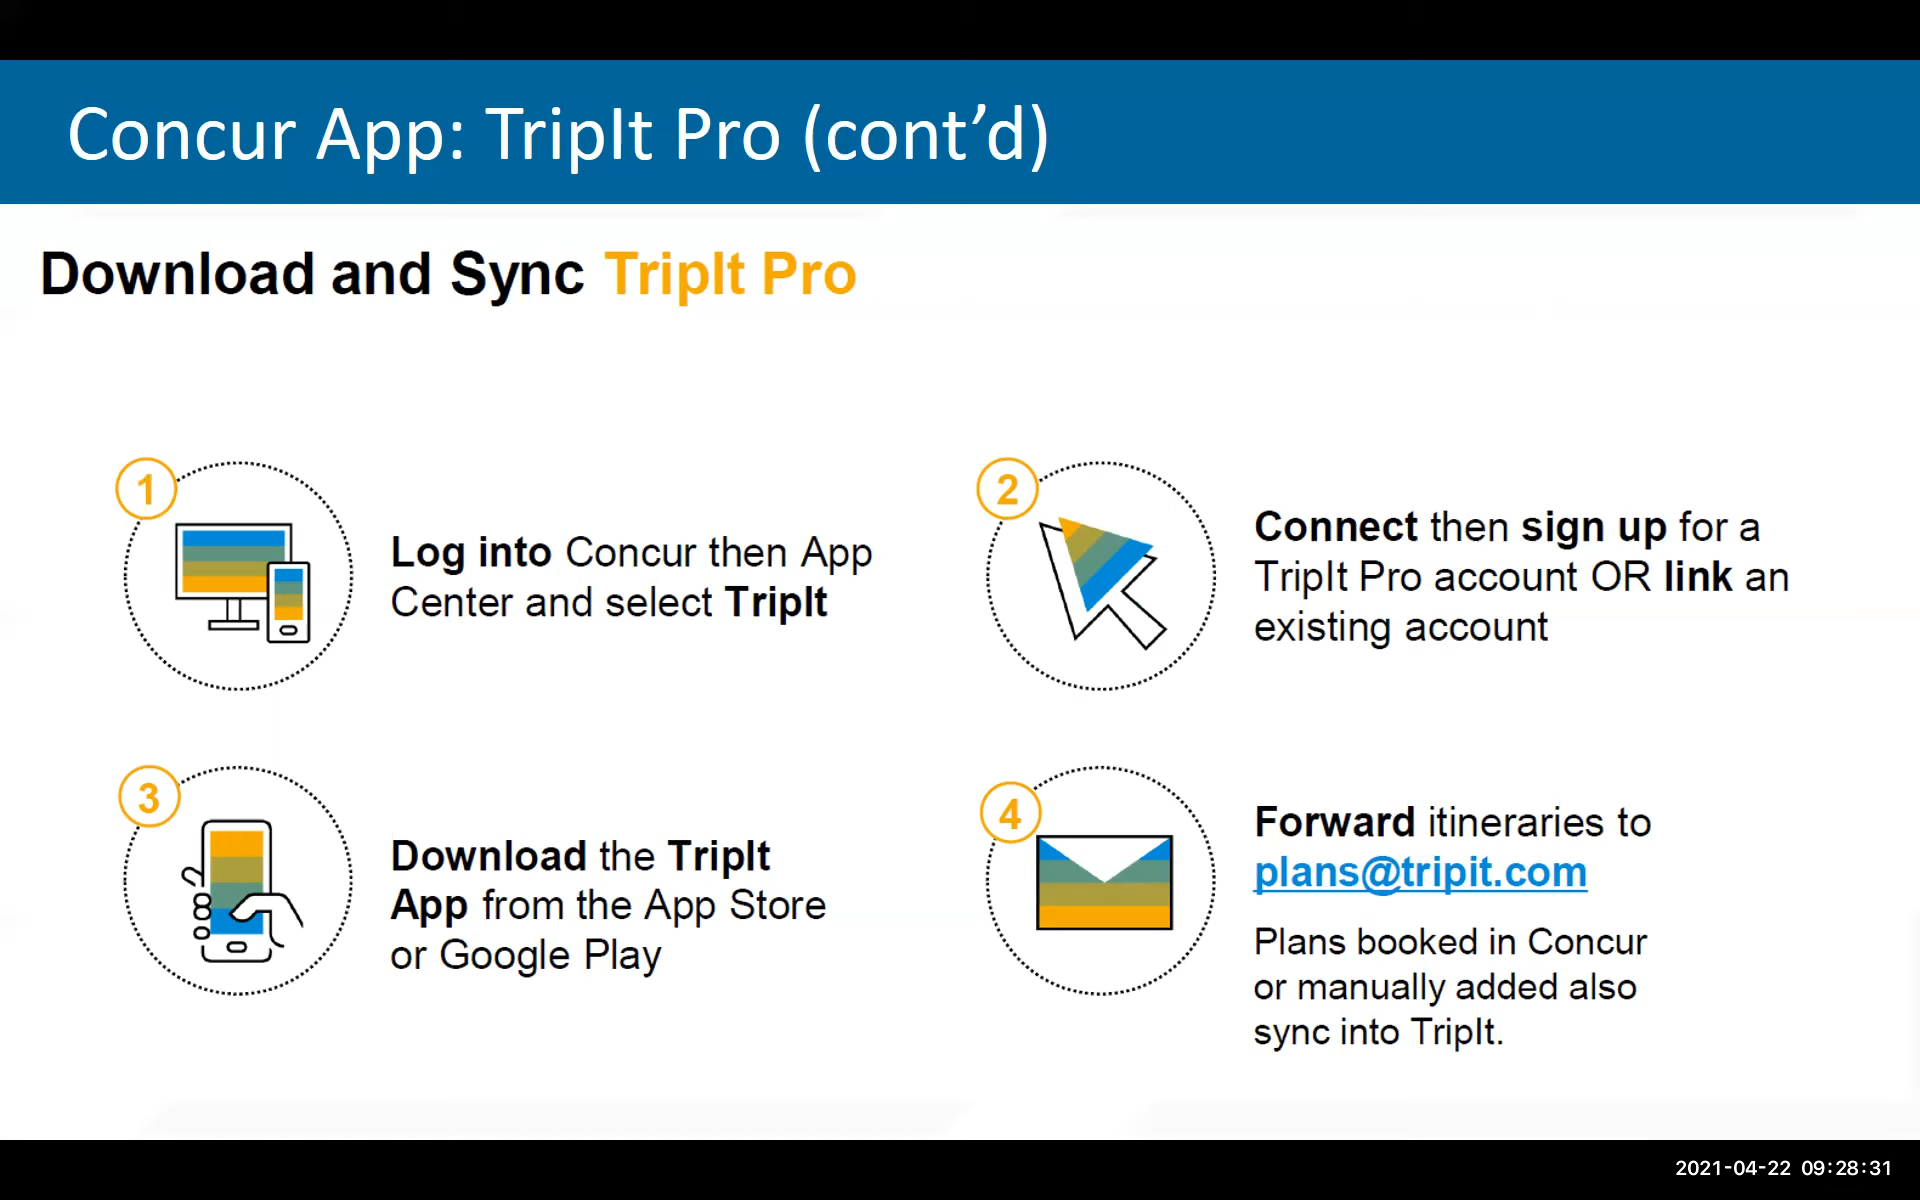 Concur App: TripIt Pro (cont’d)
Download and Sync TripIt Pro
1
Log into Concur then App
Center and select TripIt
2
Connect then sign up for a
TripIt Pro account OR link an
existing account
3
Download the TripIt
App from the App Store
or Google Play
4
Forward itineraries to
plans@tripit.com
Plans booked in Concur
or manually added also
sync into TripIt.
2021-04-22 09:28:31